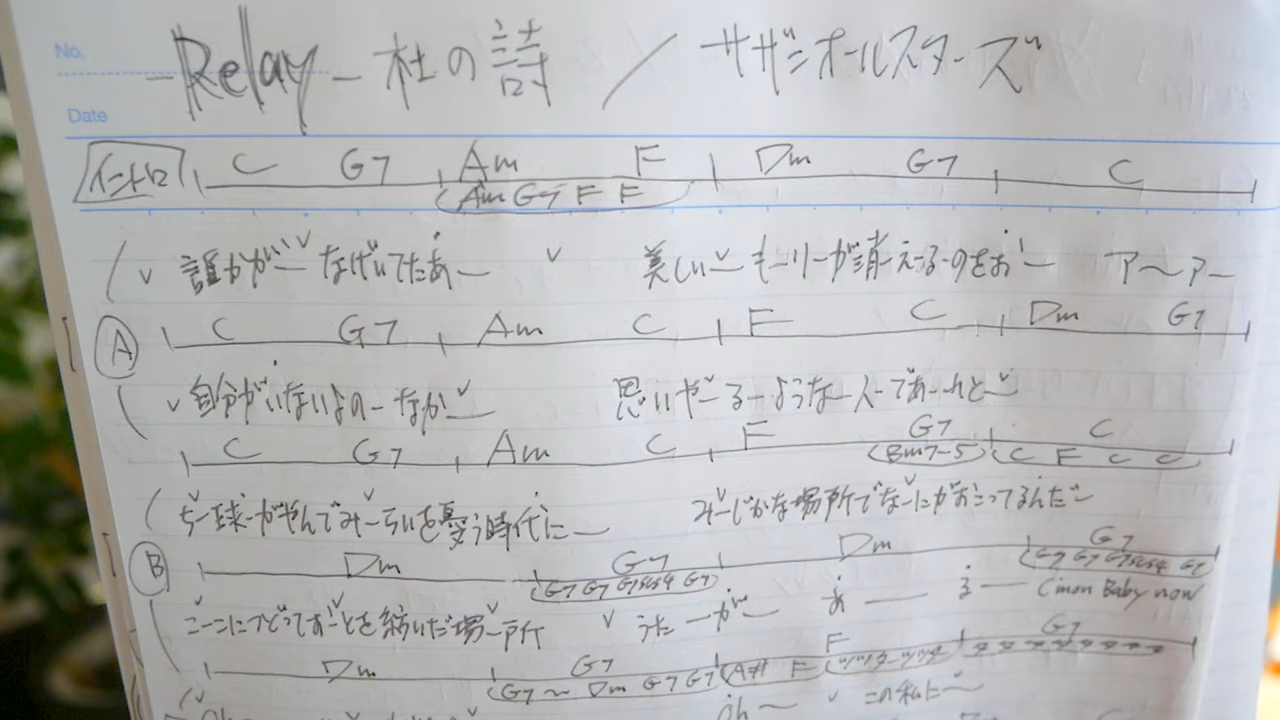 No.
Relay - 杜の詩 / サザンオールスターズ
Date
イントロ C G7 Am F Dm G7 C
(Am G7 F F)
誰かがー なげいてたあー 美しいー もーりーが消えーるーのをおー アーアー
A C G7 Am C F C Dm G7
自分がいないよのーなかー 思いやーるーようなー人ーであーれとー
C G7 Am C F G7 C
(Bm7-5) (C F C C)
ちー球ーがやんでみーらいを憂う時代にー みーじかな場所でなーにがおこってるんだー
B Dm G7 Dm G7
(G7 G7 G7sus4 G7) (G7 G7 G7sus4 G7)
こーこにつどっておーとを紡いだ場ー所 うたーがー あー るー C'mon Baby now
Dm G7 F G7
(G7〜Dm G7 G7) (A# F)
Oh〜 この私に〜